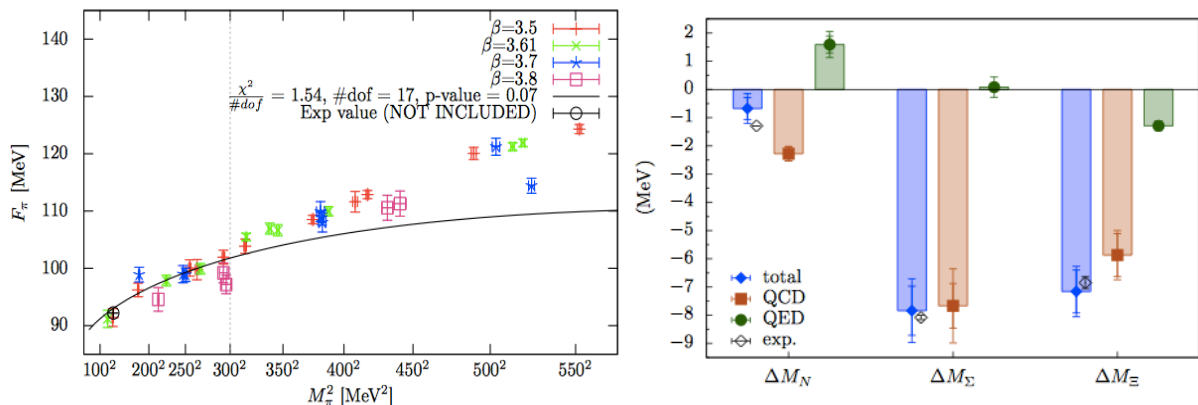 140
130
120
110
100
90
F_π [MeV]
β=3.5
β=3.61
β=3.7
β=3.8
χ²/#dof = 1.54, #dof = 17, p-value = 0.07
Exp value (NOT INCLUDED)
100² 200² 250² 300² 350² 400² 450² 500² 550²
M_π² [MeV²]
2
1
0
−1
−2
−3
−4
−5
−6
−7
−8
−9
(MeV)
total
QCD
QED
exp.
ΔM_N ΔM_Σ ΔM_Ξ